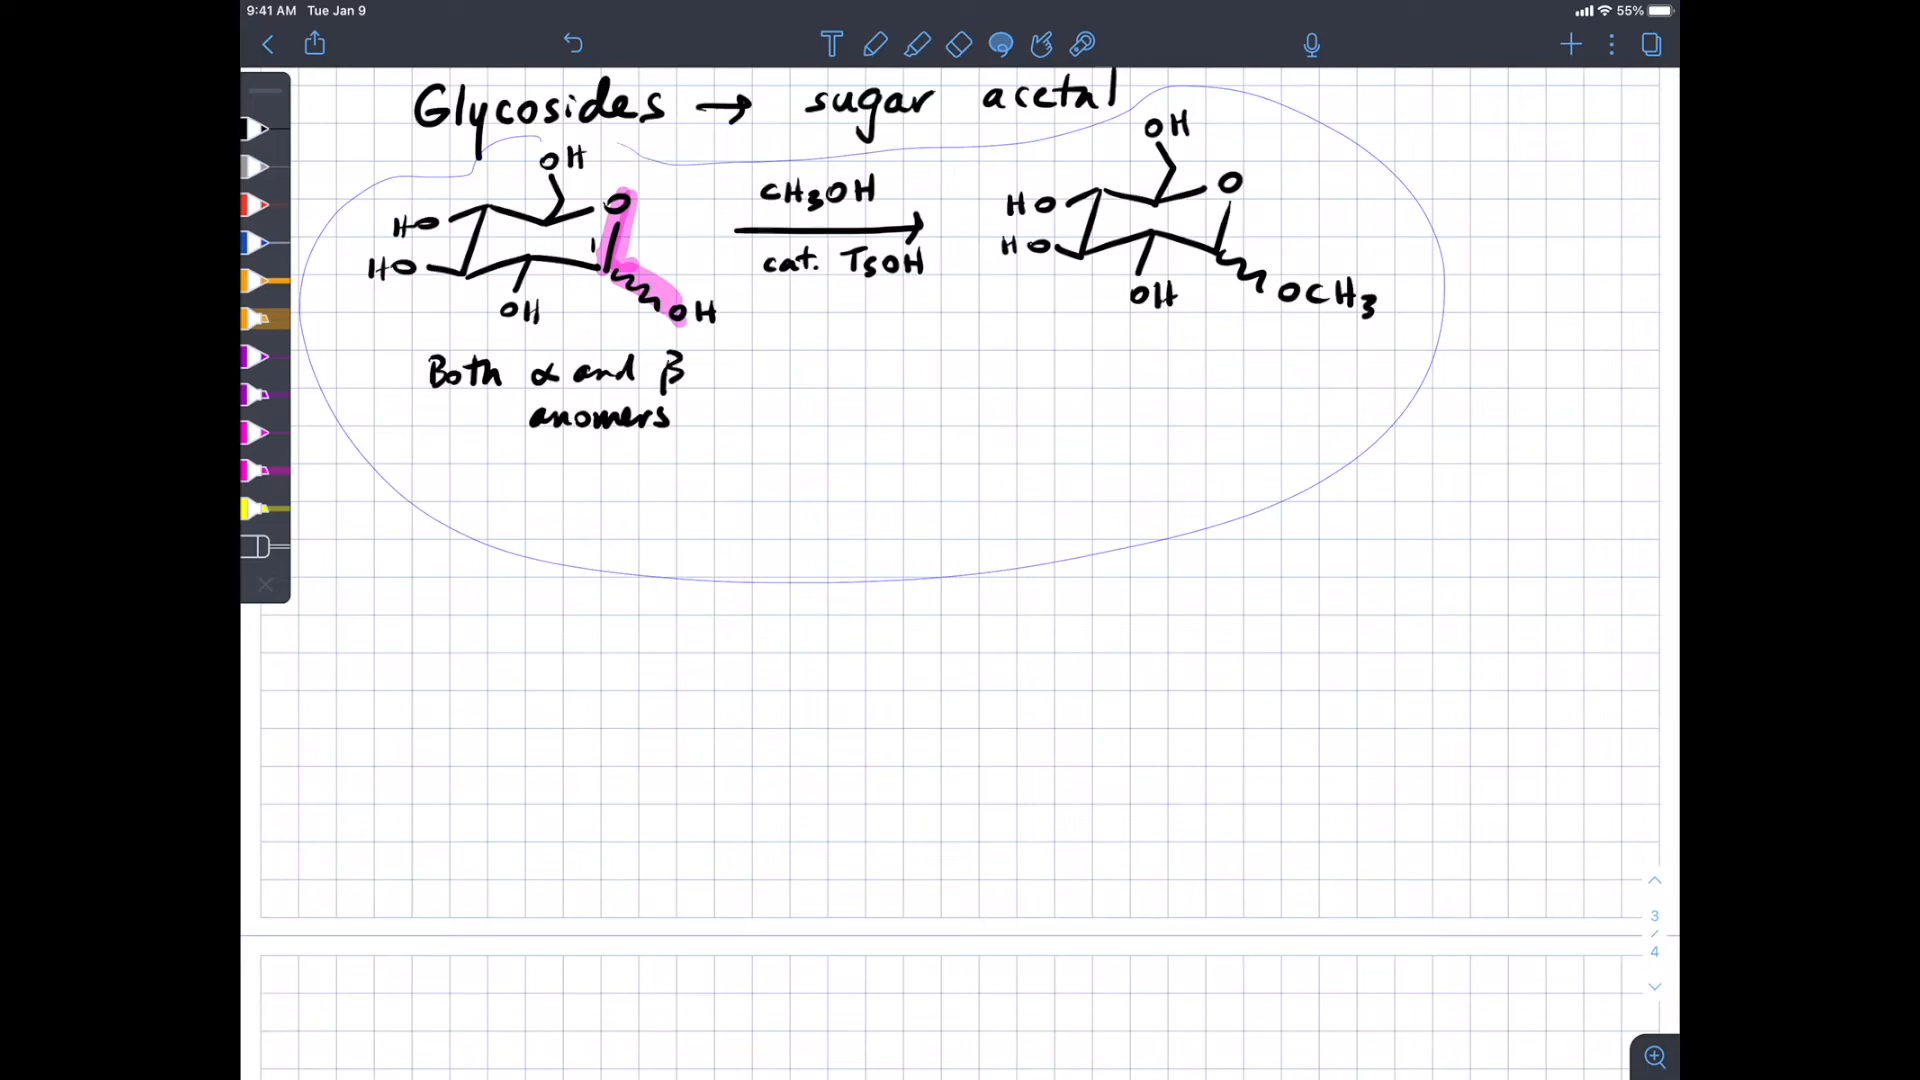 9:41 AM Tue Jan 9
55%
Glycosides → sugar acetal
OH
HO
O
HO
1
OH
OH
CH3OH
cat. TsOH
OH
HO
O
HO
OH
OCH3
Both α and β
anomers
3
/
4